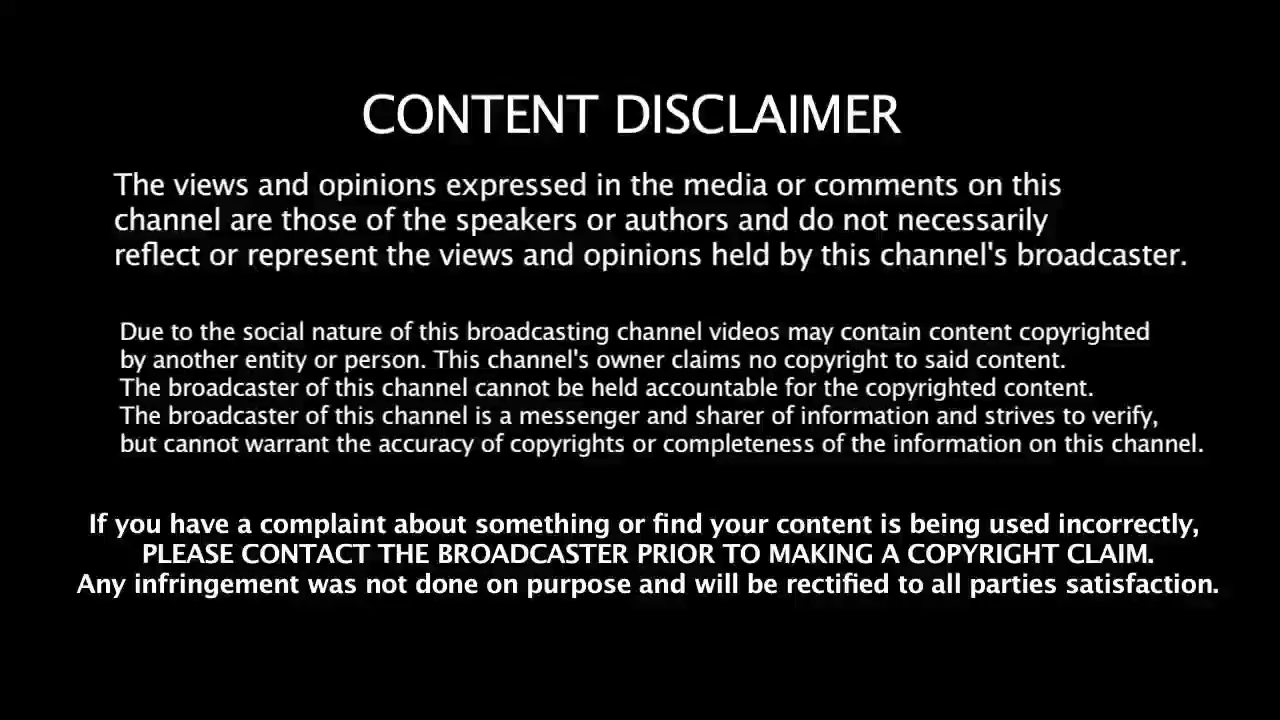 CONTENT DISCLAIMER
The views and opinions expressed in the media or comments on this
channel are those of the speakers or authors and do not necessarily
reflect or represent the views and opinions held by this channel's broadcaster.
Due to the social nature of this broadcasting channel videos may contain content copyrighted
by another entity or person. This channel's owner claims no copyright to said content.
The broadcaster of this channel cannot be held accountable for the copyrighted content.
The broadcaster of this channel is a messenger and sharer of information and strives to verify,
but cannot warrant the accuracy of copyrights or completeness of the information on this channel.
If you have a complaint about something or find your content is being used incorrectly,
PLEASE CONTACT THE BROADCASTER PRIOR TO MAKING A COPYRIGHT CLAIM.
Any infringement was not done on purpose and will be rectified to all parties satisfaction.